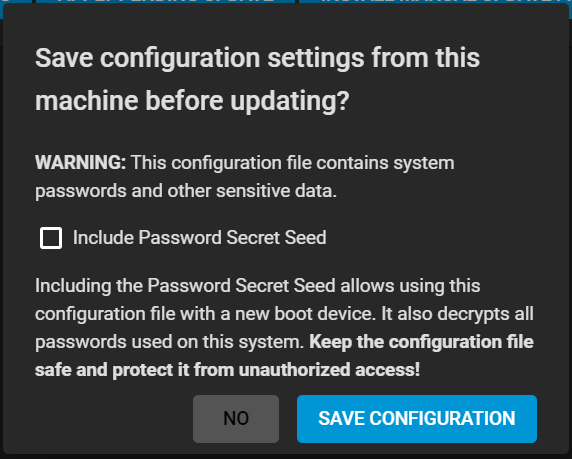 Save configuration settings from this
machine before updating?
WARNING: This configuration file contains system
passwords and other sensitive data.
Include Password Secret Seed
Including the Password Secret Seed allows using this
configuration file with a new boot device. It also decrypts all
passwords used on this system. Keep the configuration file
safe and protect it from unauthorized access!
NO
SAVE CONFIGURATION